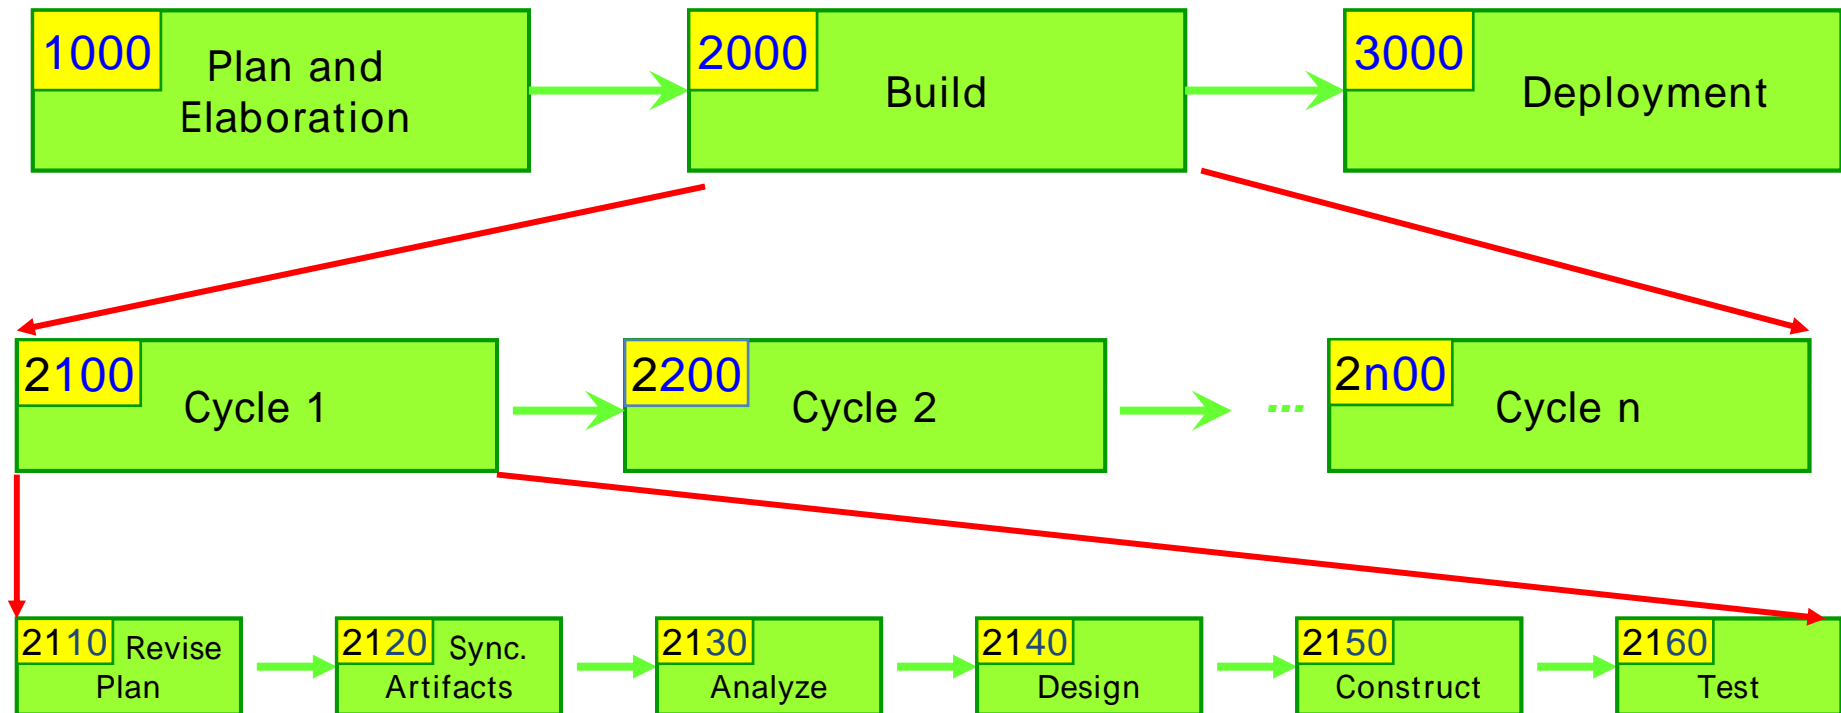 1000
Plan and
Elaboration
2000
Build
3000
Deployment
2100
Cycle 1
2200
Cycle 2
...
2n00
Cycle n
2110 Revise
Plan
2120 Sync.
Artifacts
2130
Analyze
2140
Design
2150
Construct
2160
Test